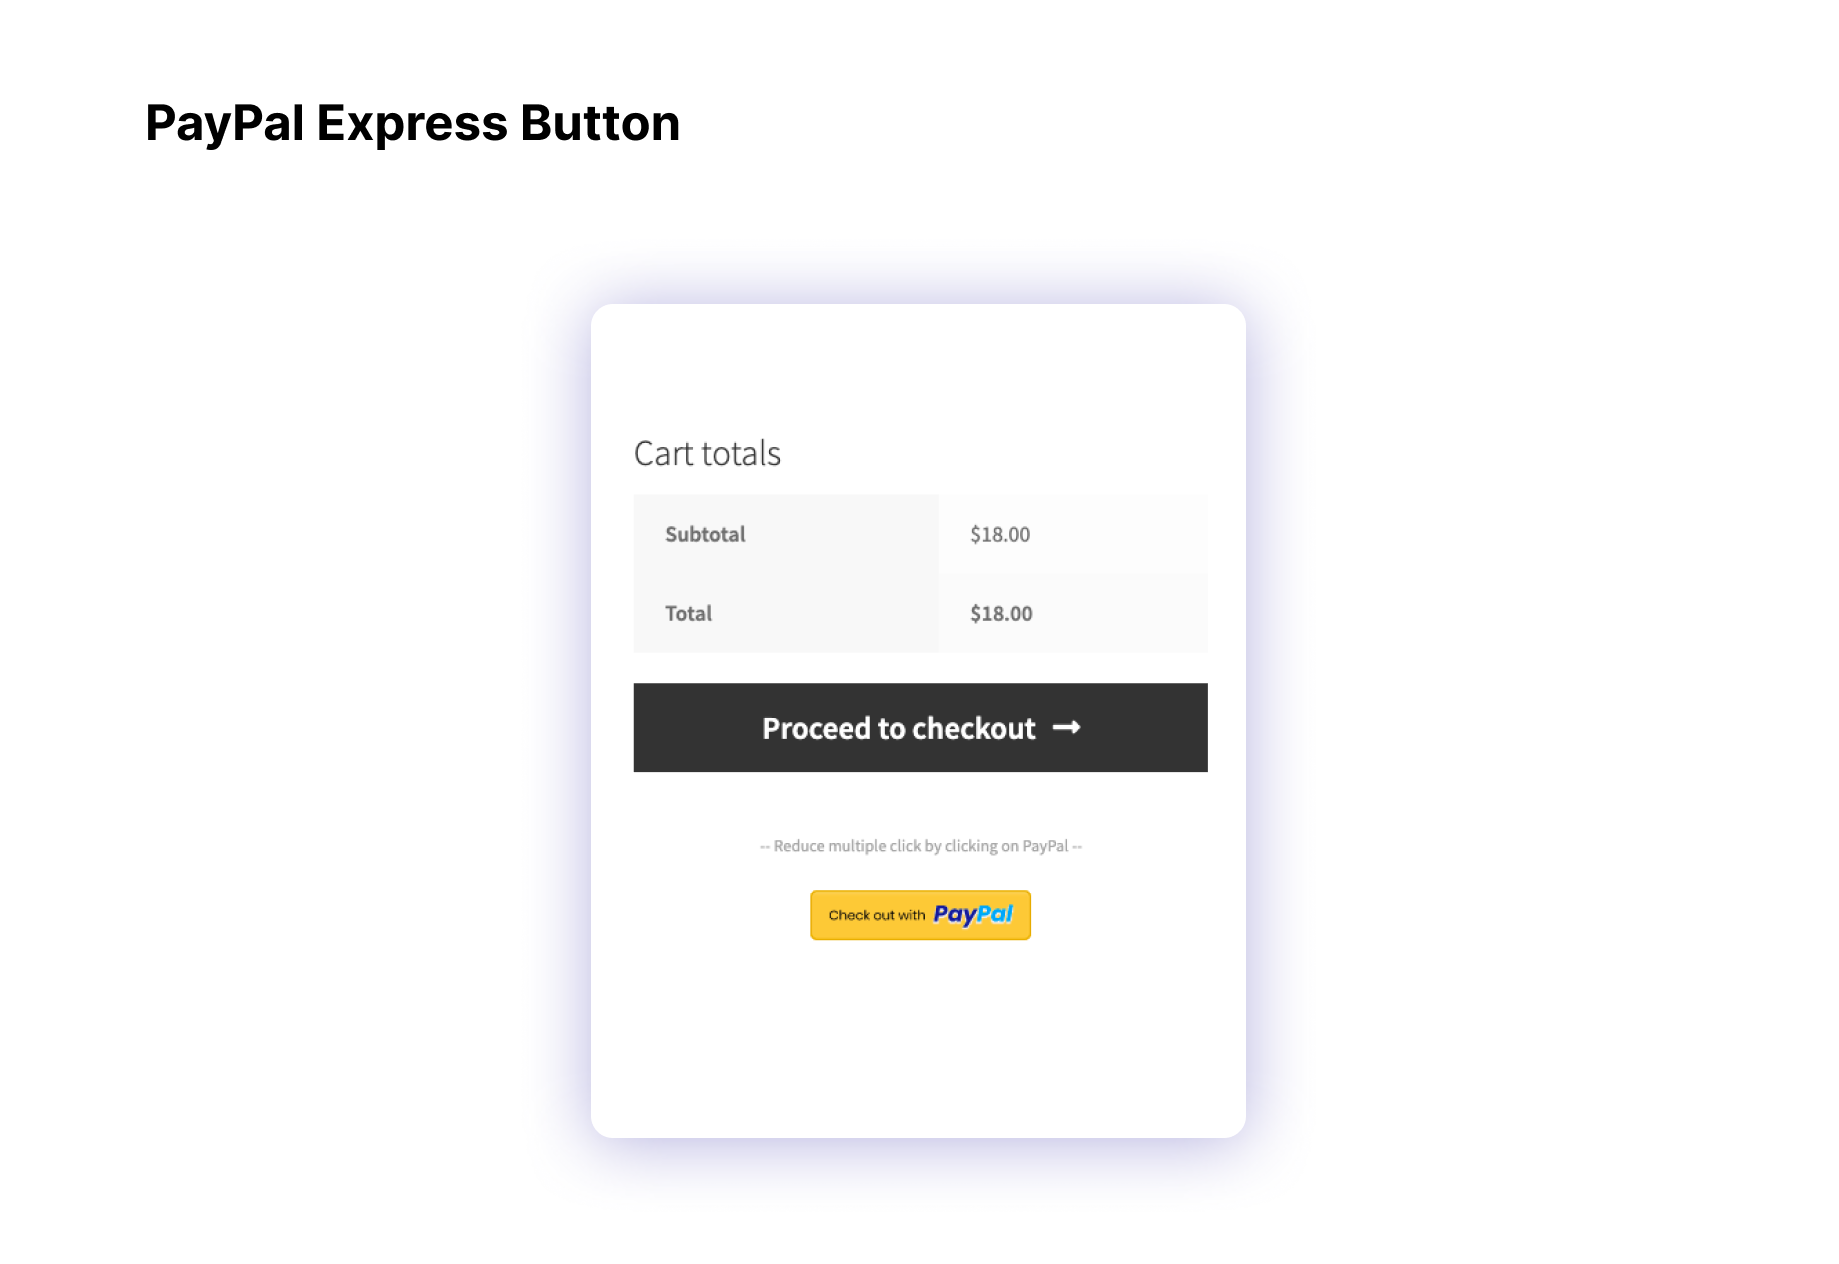 PayPal Express Button
Cart totals
Subtotal $18.00
Total $18.00
Proceed to checkout →
-- Reduce multiple click by clicking on PayPal --
Check out with PayPal